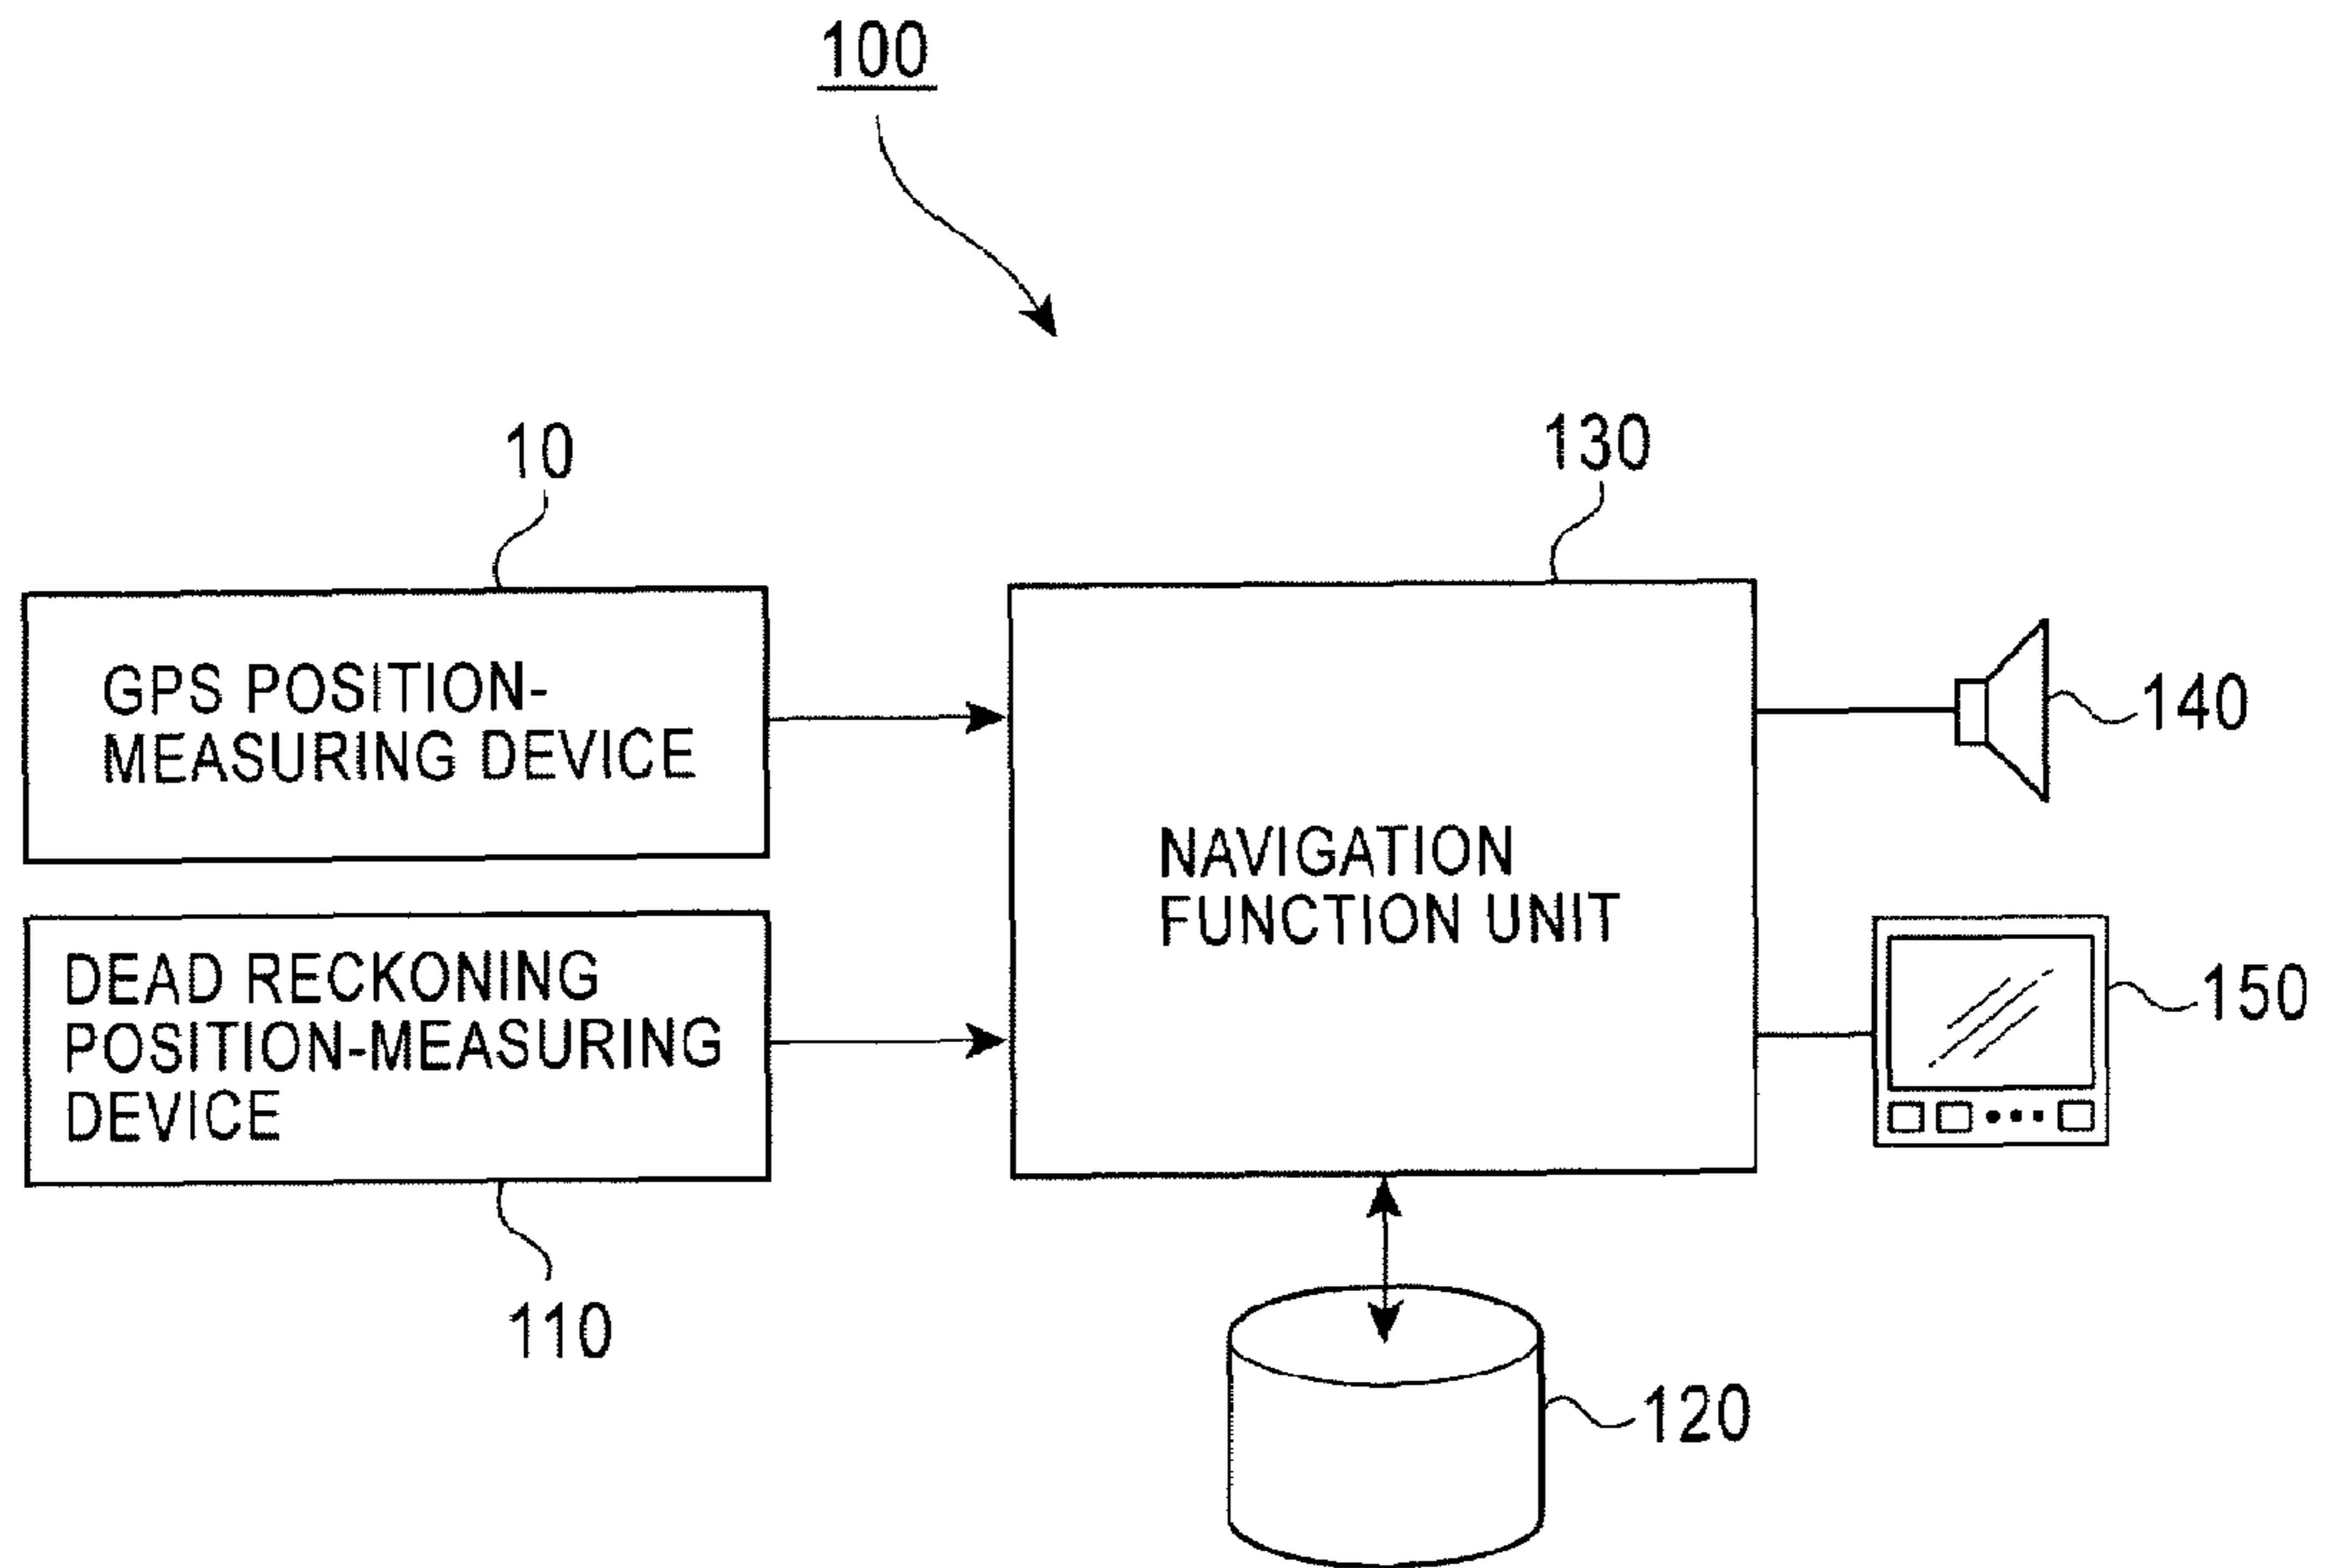 100
10
130
GPS POSITION-
MEASURING DEVICE
140
NAVIGATION
FUNCTION UNIT
DEAD RECKONING
POSITION-MEASURING
DEVICE
150
110
120